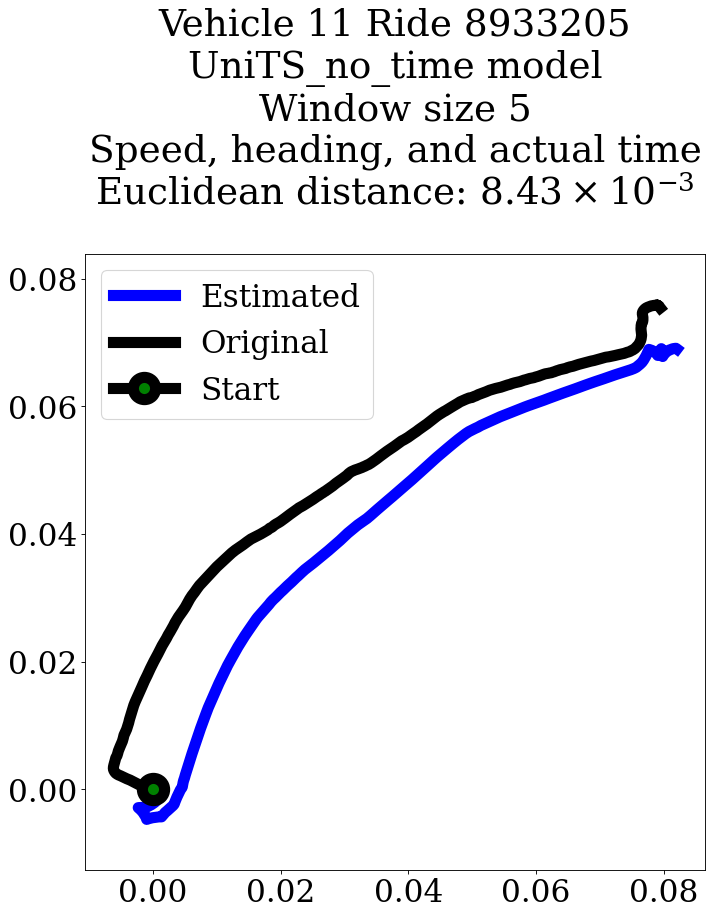 Vehicle 11 Ride 8933205
UniTS_no_time model
Window size 5
Speed, heading, and actual time
Euclidean distance: 8.43 × 10⁻³
Estimated
Original
Start
0.08
0.06
0.04
0.02
0.00
0.00 0.02 0.04 0.06 0.08